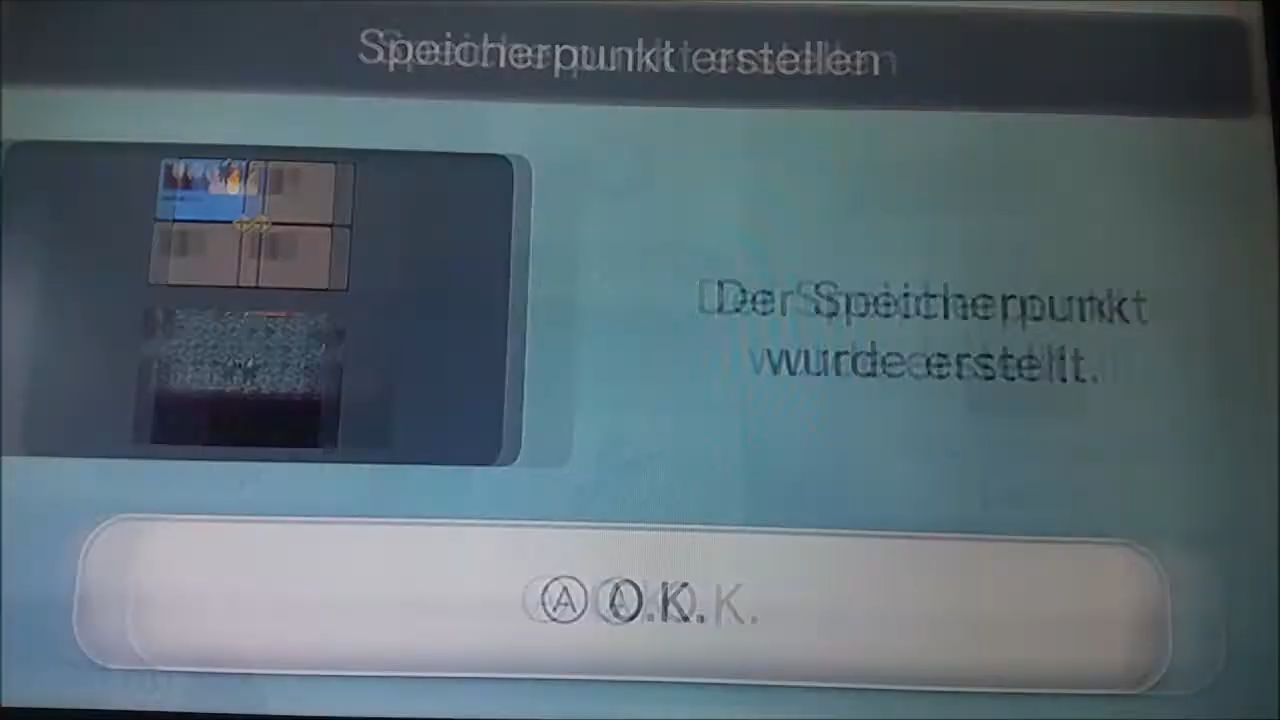 Speicherpunkt erstellen
Der Speicherpunkt
wurde erstellt.
A O.K.